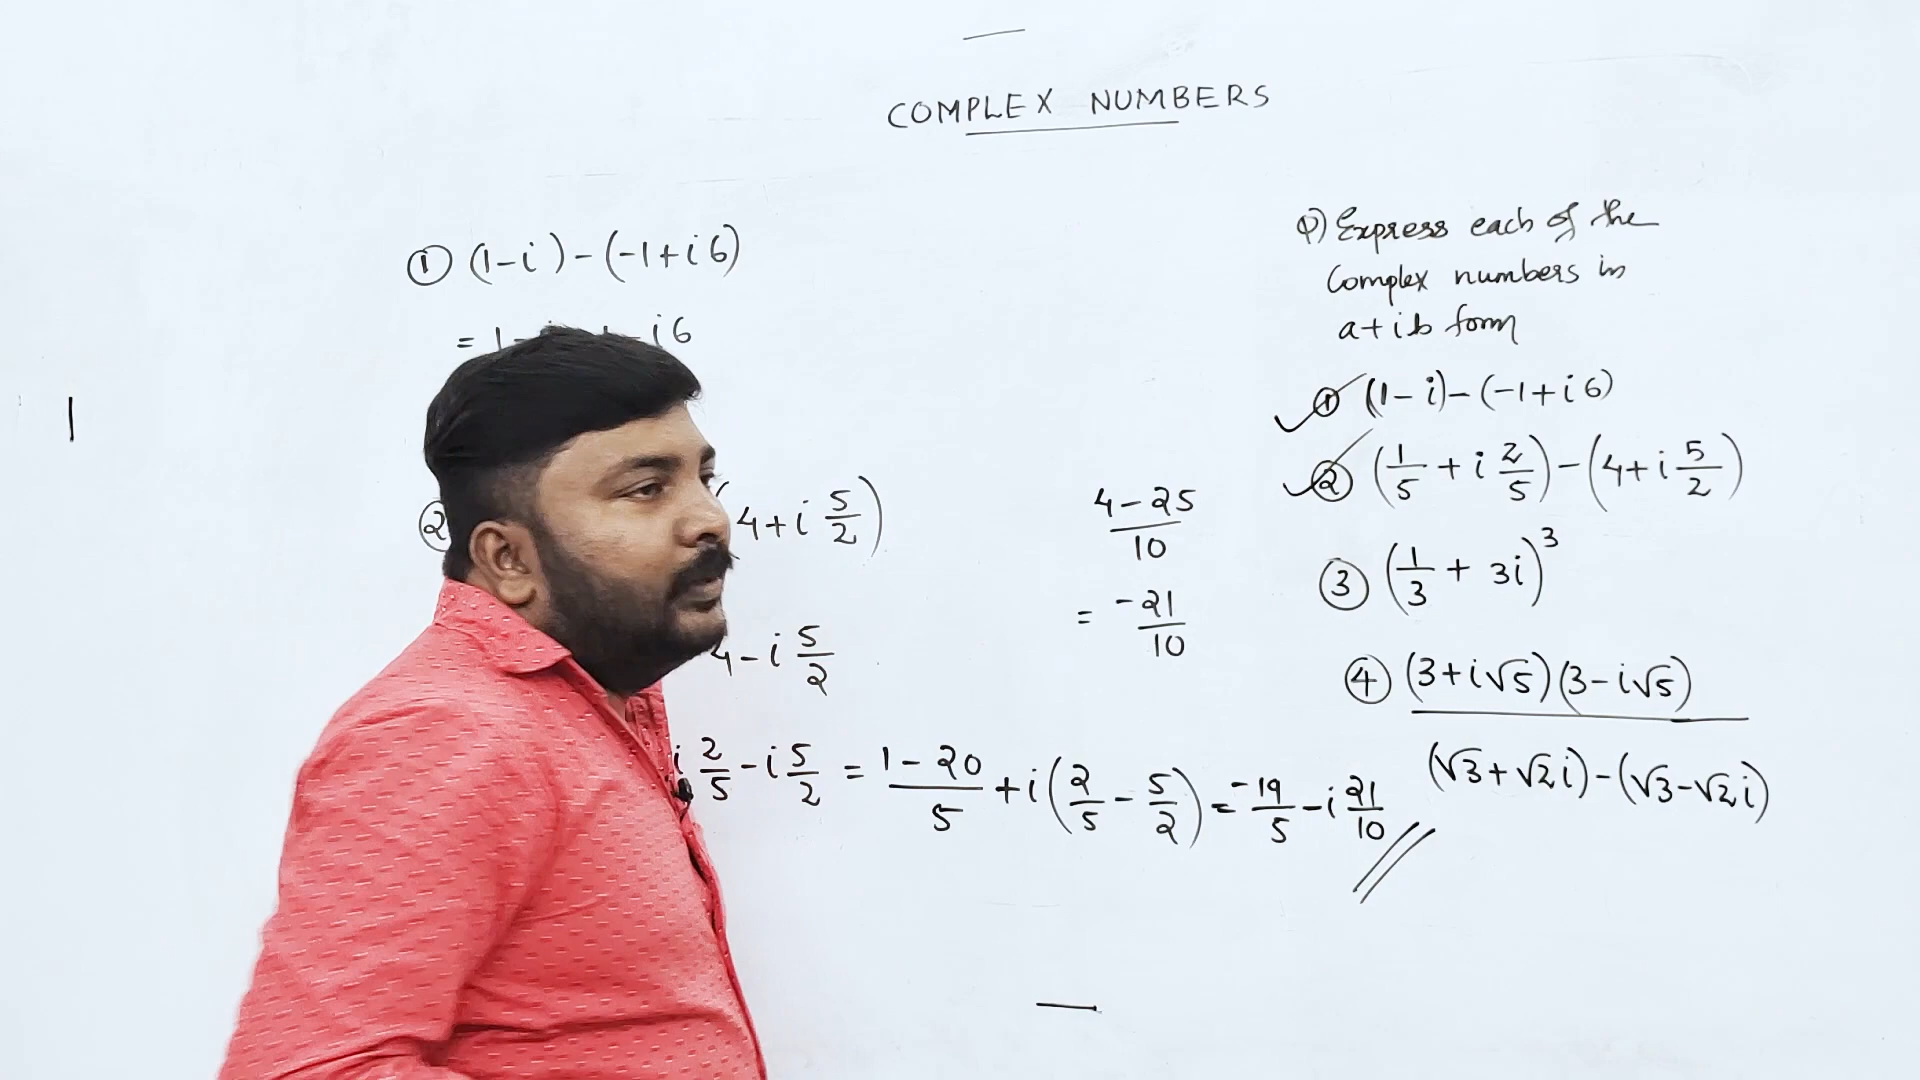 COMPLEX NUMBERS
① (1-i)-(-1+i6)
= 1- i6
② 4+i 5/2)
4-i 5/2
i 2/5 - i 5/2 = (1-20)/5 + i(2/5 - 5/2) = -19/5 - i 21/10
(4-25)/10
= -21/10
Q) Express each of the
Complex numbers in
a+ib form
① (1-i)-(-1+i6)
② (1/5 + i 2/5) - (4+i 5/2)
③ (1/3 + 3i)³
④ (3+i√5)(3-i√5)
(√3+√2i)-(√3-√2i)